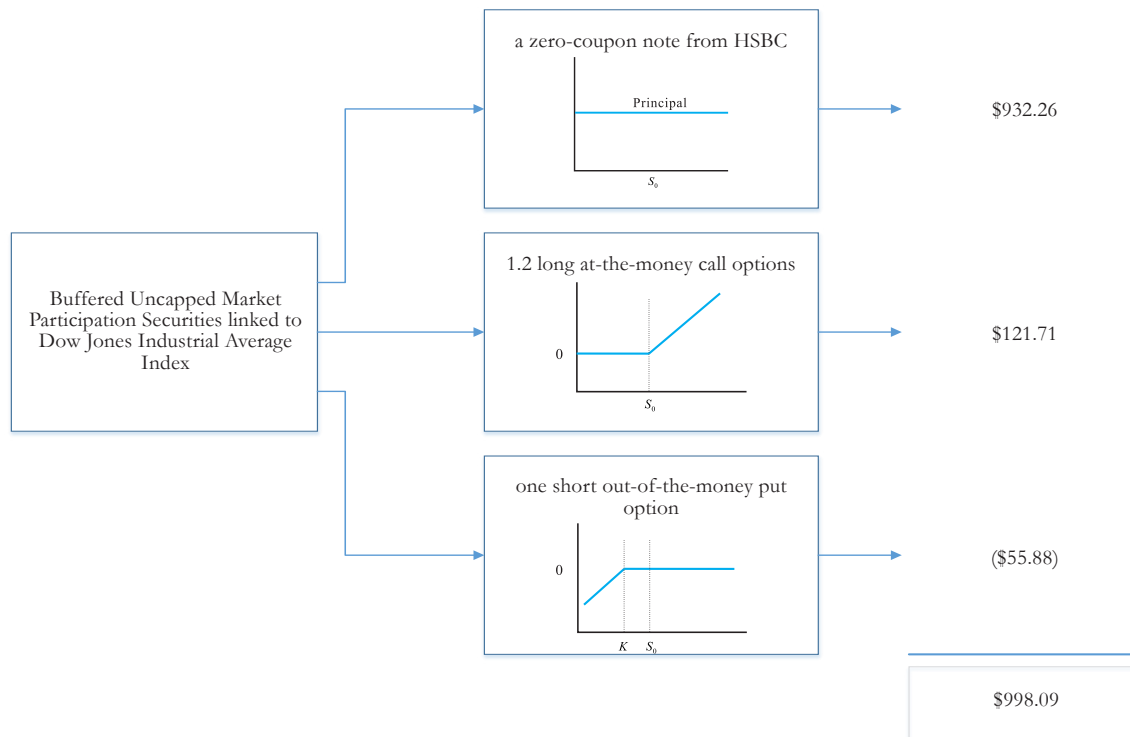 a zero-coupon note from HSBC
Principal
S₀
$932.26
Buffered Uncapped Market
Participation Securities linked to
Dow Jones Industrial Average
Index
1.2 long at-the-money call options
0
S₀
$121.71
one short out-of-the-money put
option
0
K S₀
($55.88)
$998.09